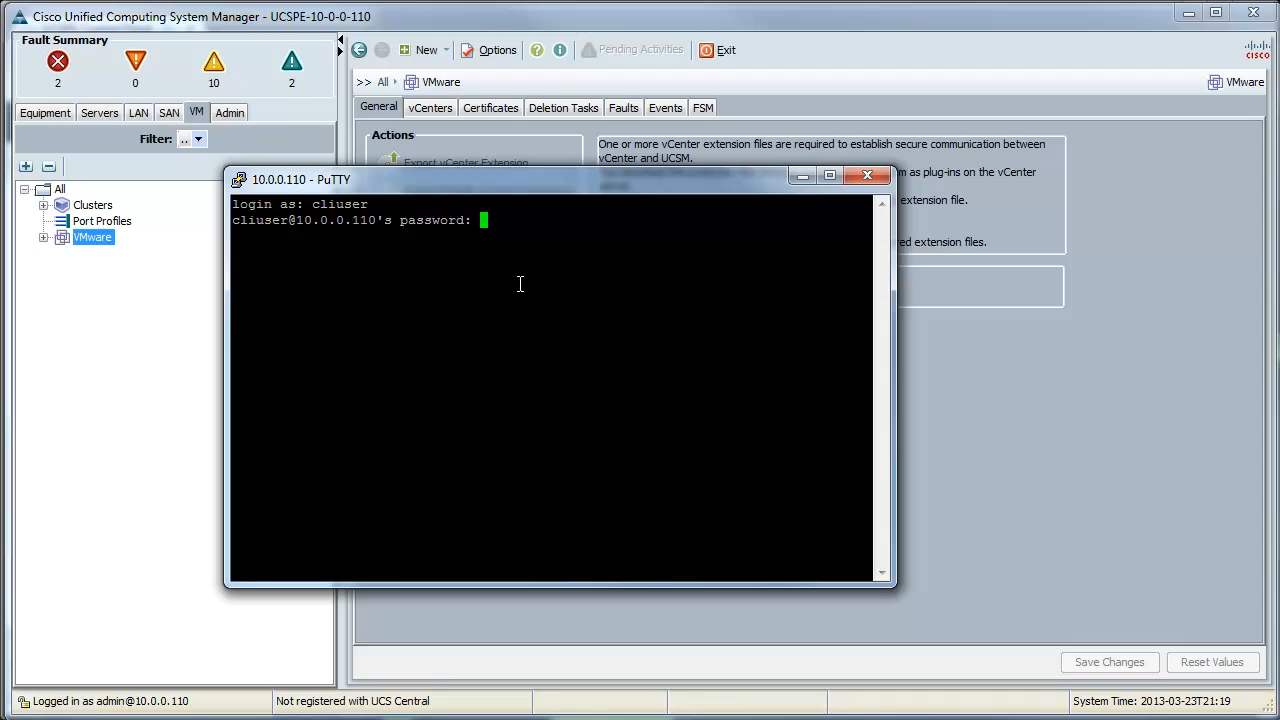 Cisco Unified Computing System Manager - UCSPE-10-0-0-110
Fault Summary
2 0 10 2
New Options Pending Activities Exit
cisco
>> All VMware VMware
Equipment Servers LAN SAN VM Admin
General vCenters Certificates Deletion Tasks Faults Events FSM
Filter: ..
Actions
Export vCenter Extension
One or more vCenter extension files are required to establish secure communication between
vCenter and UCSM.
m as plug-ins on the vCenter
extension file.
ed extension files.
All
Clusters
Port Profiles
VMware
10.0.0.110 - PuTTY
login as: cliuser
cliuser@10.0.0.110's password:
Save Changes Reset Values
Logged in as admin@10.0.0.110 Not registered with UCS Central System Time: 2013-03-23T21:19